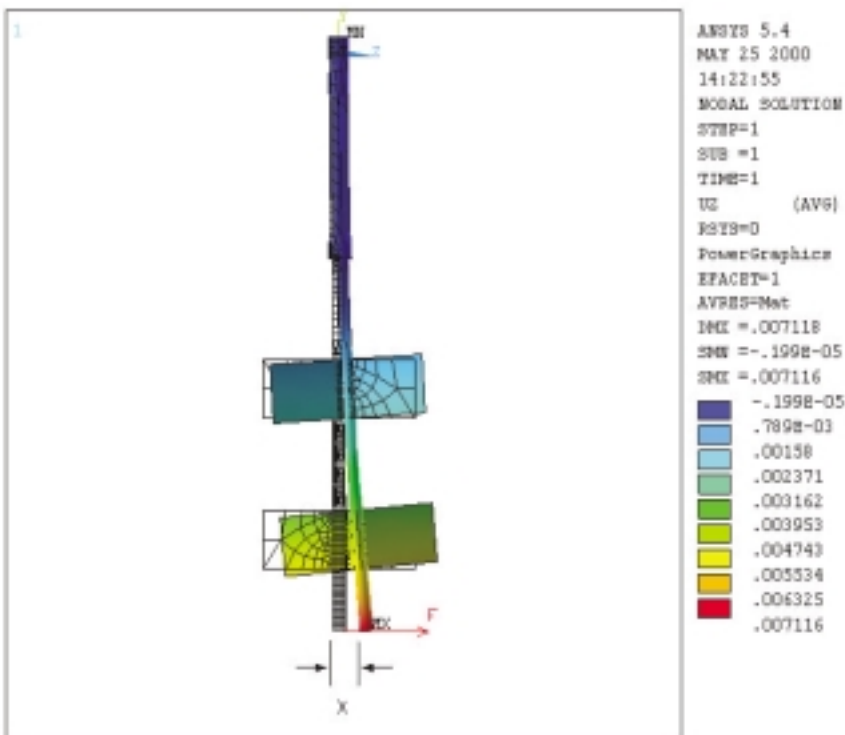 1
Y
MN
Z
F
MX
X
ANSYS 5.4
MAY 25 2000
14:22:55
NODAL SOLUTION
STEP=1
SUB =1
TIME=1
UZ (AVG)
RSYS=0
PowerGraphics
EFACET=1
AVRES=Mat
DMX =.007118
SMN =-.199E-05
SMX =.007116
-.199E-05
.789E-03
.00158
.002371
.003162
.003953
.004743
.005534
.006325
.007116